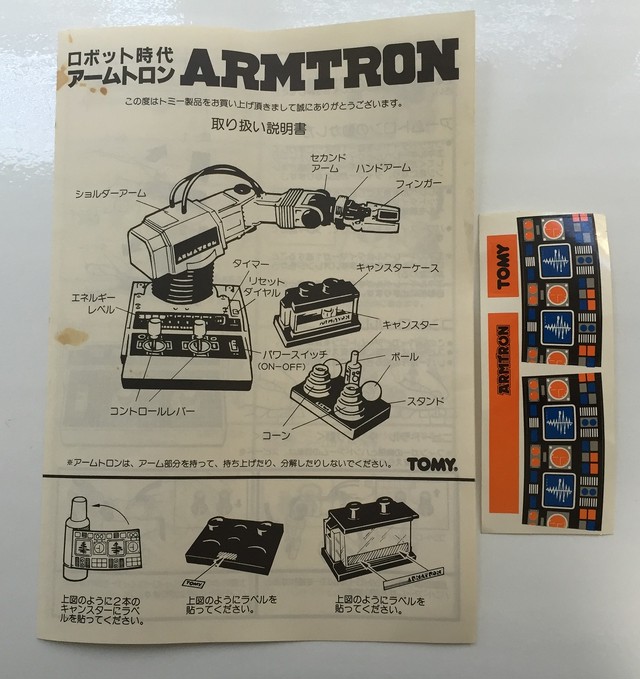 ロボット時代
アームトロン ARMTRON
この度はトミー製品をお買い上げ頂きまして誠にありがとうございます。
取り扱い説明書
セカンド
アーム
ハンドアーム
フィンガー
ショルダーアーム
ARMATRON
タイマー
リセット
ダイヤル
キャンスターケース
エネルギー
レベル
キャンスター
パワースイッチ
(ON-OFF)
ボール
スタンド
コントロールレバー
コーン
※アームトロンは、アーム部分を持って、持ち上げたり、分解したりしないでください。
TOMY.
TOMY
ARMATRON
上図のように2本の
キャンスターにラベ
ルを貼ってください。
上図のようにラベルを
貼ってください。
上図のようにラベルを
貼ってください。
TOMY
ARMTRON